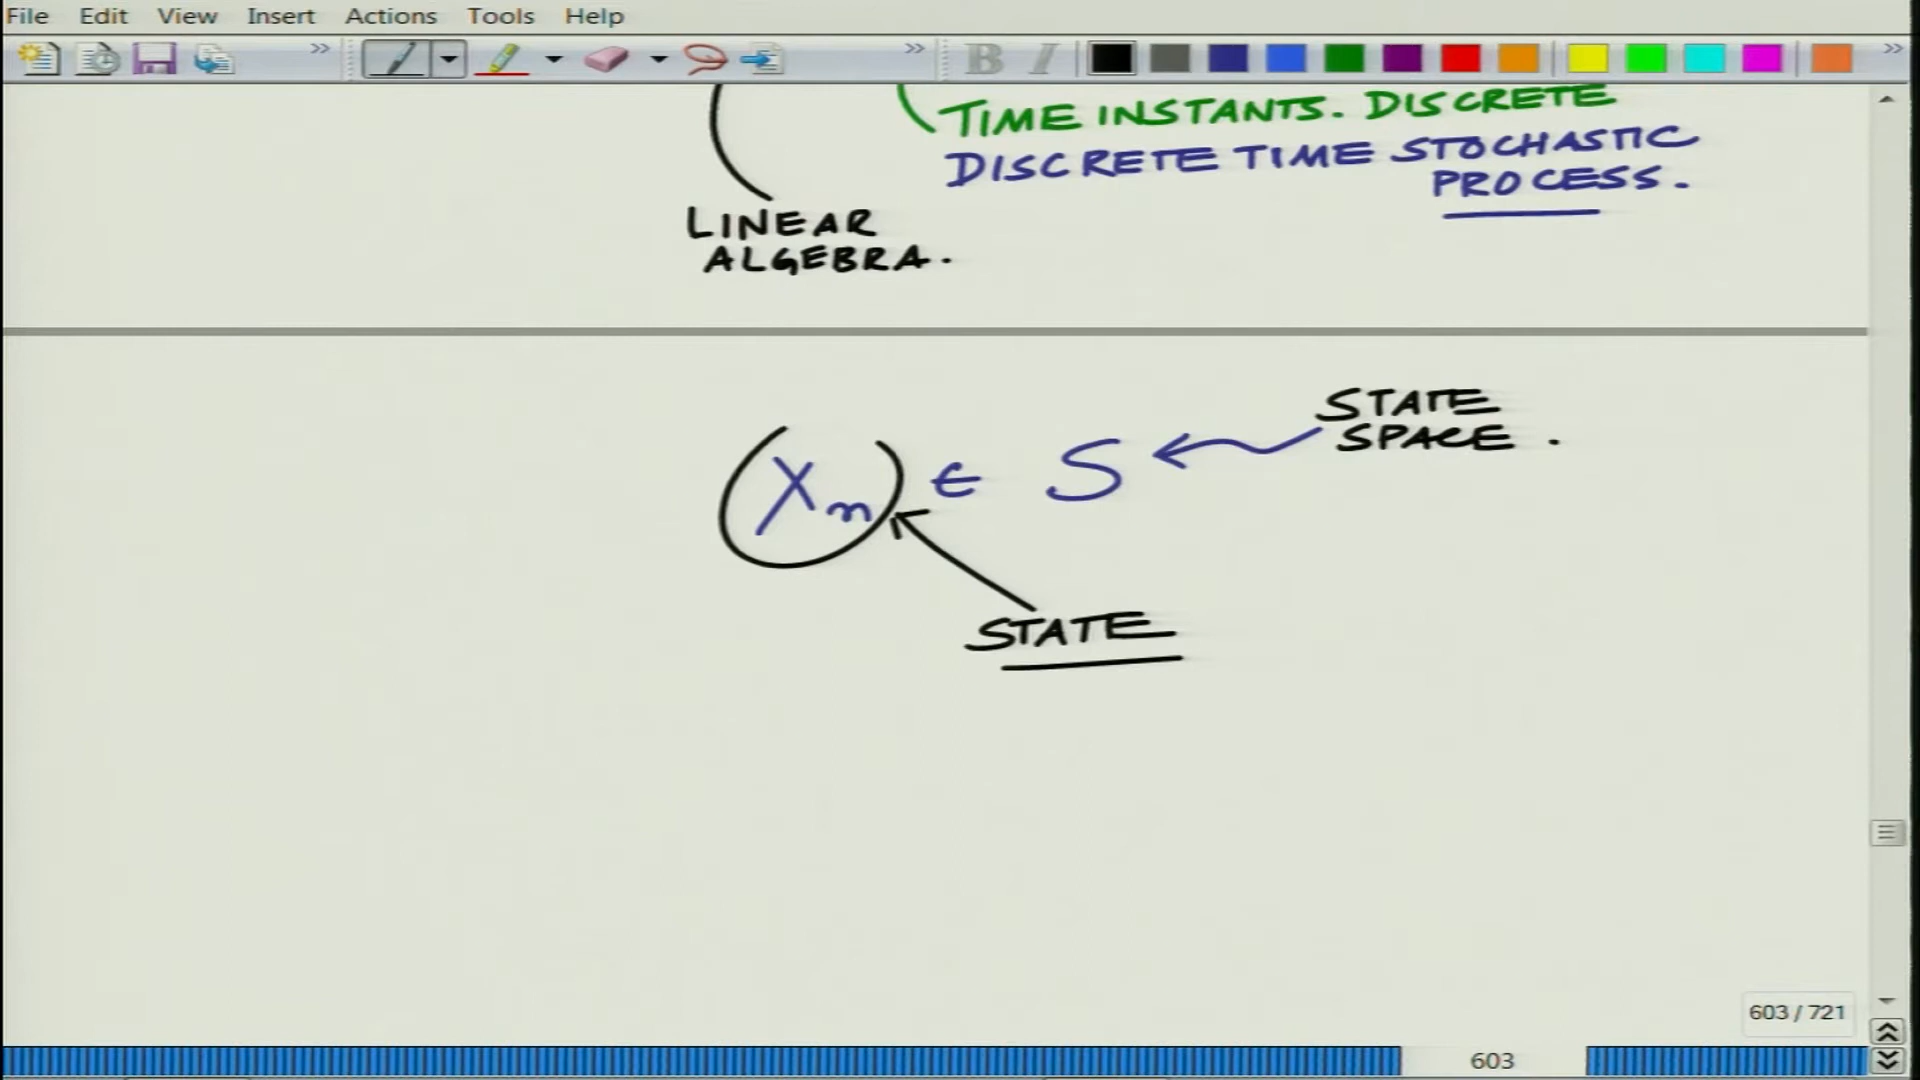 File Edit View Insert Actions Tools Help
B I
TIME INSTANTS. DISCRETE
DISCRETE TIME STOCHASTIC
PROCESS.
LINEAR
ALGEBRA.
STATE
SPACE.
(Xn) ∈ S
STATE
603 / 721
603